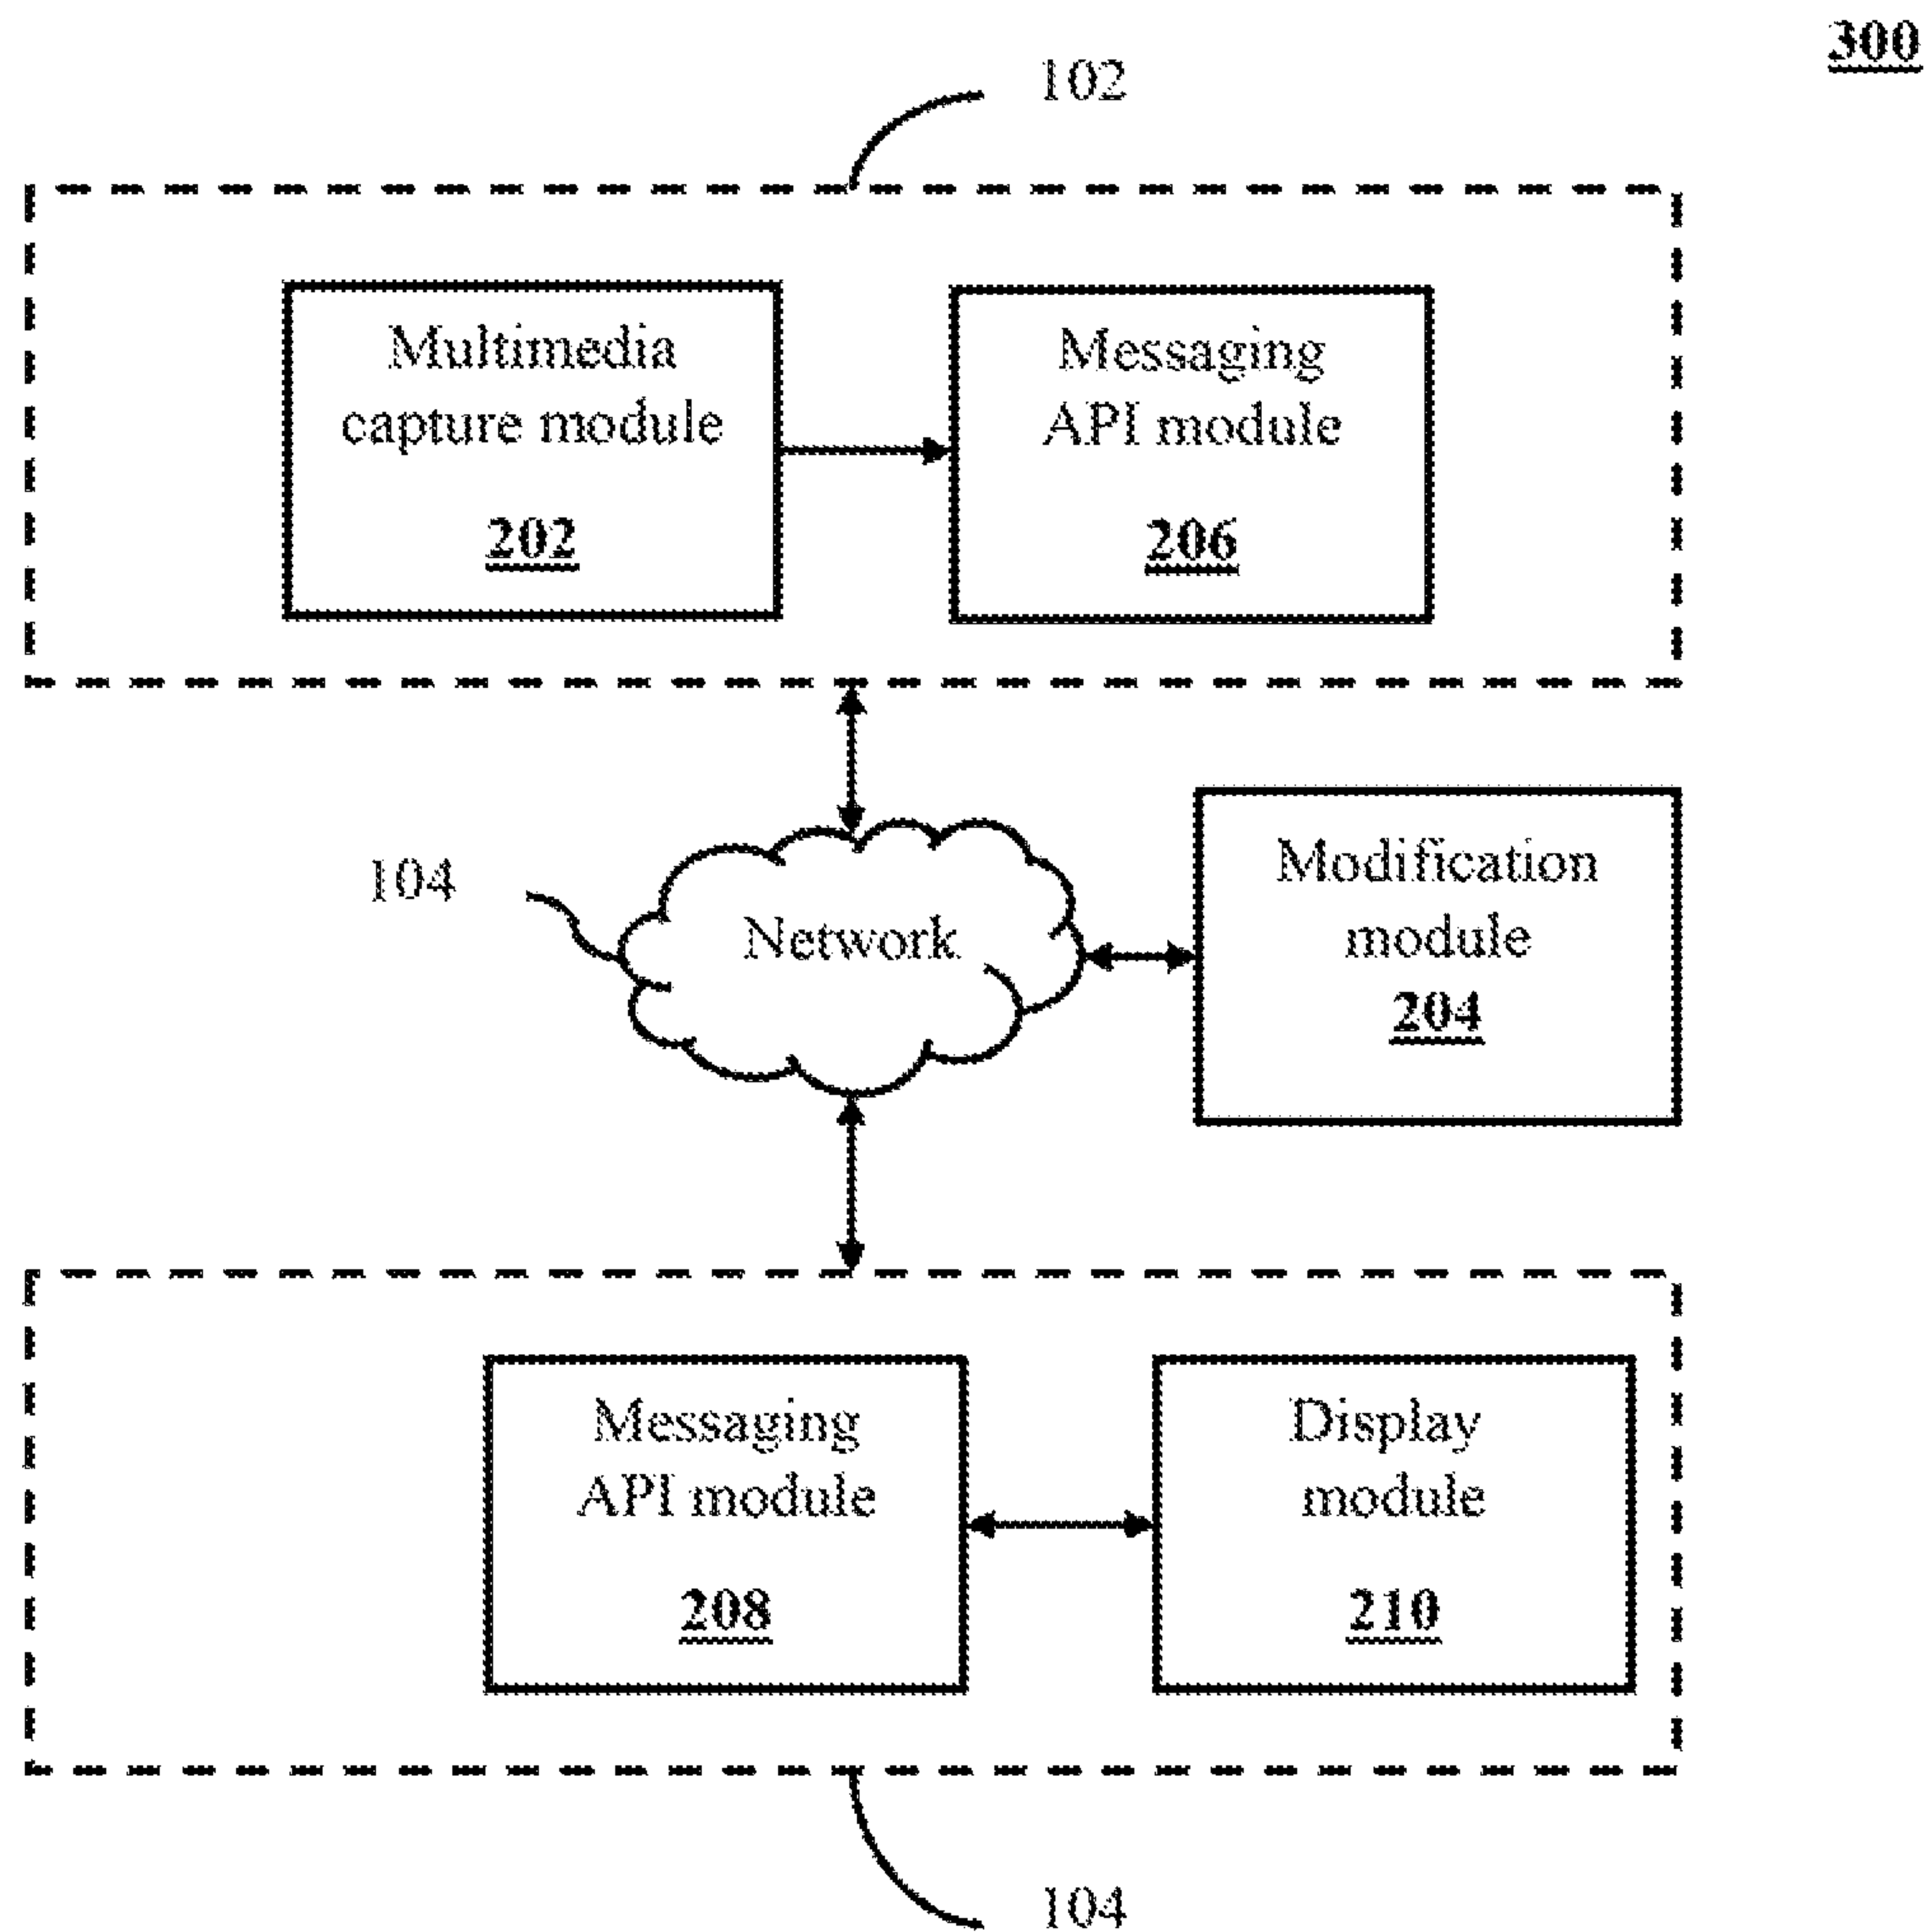 300
102
Multimedia
capture module
202
Messaging
API module
206
104
Network
Modification
module
204
Messaging
API module
208
Display
module
210
104